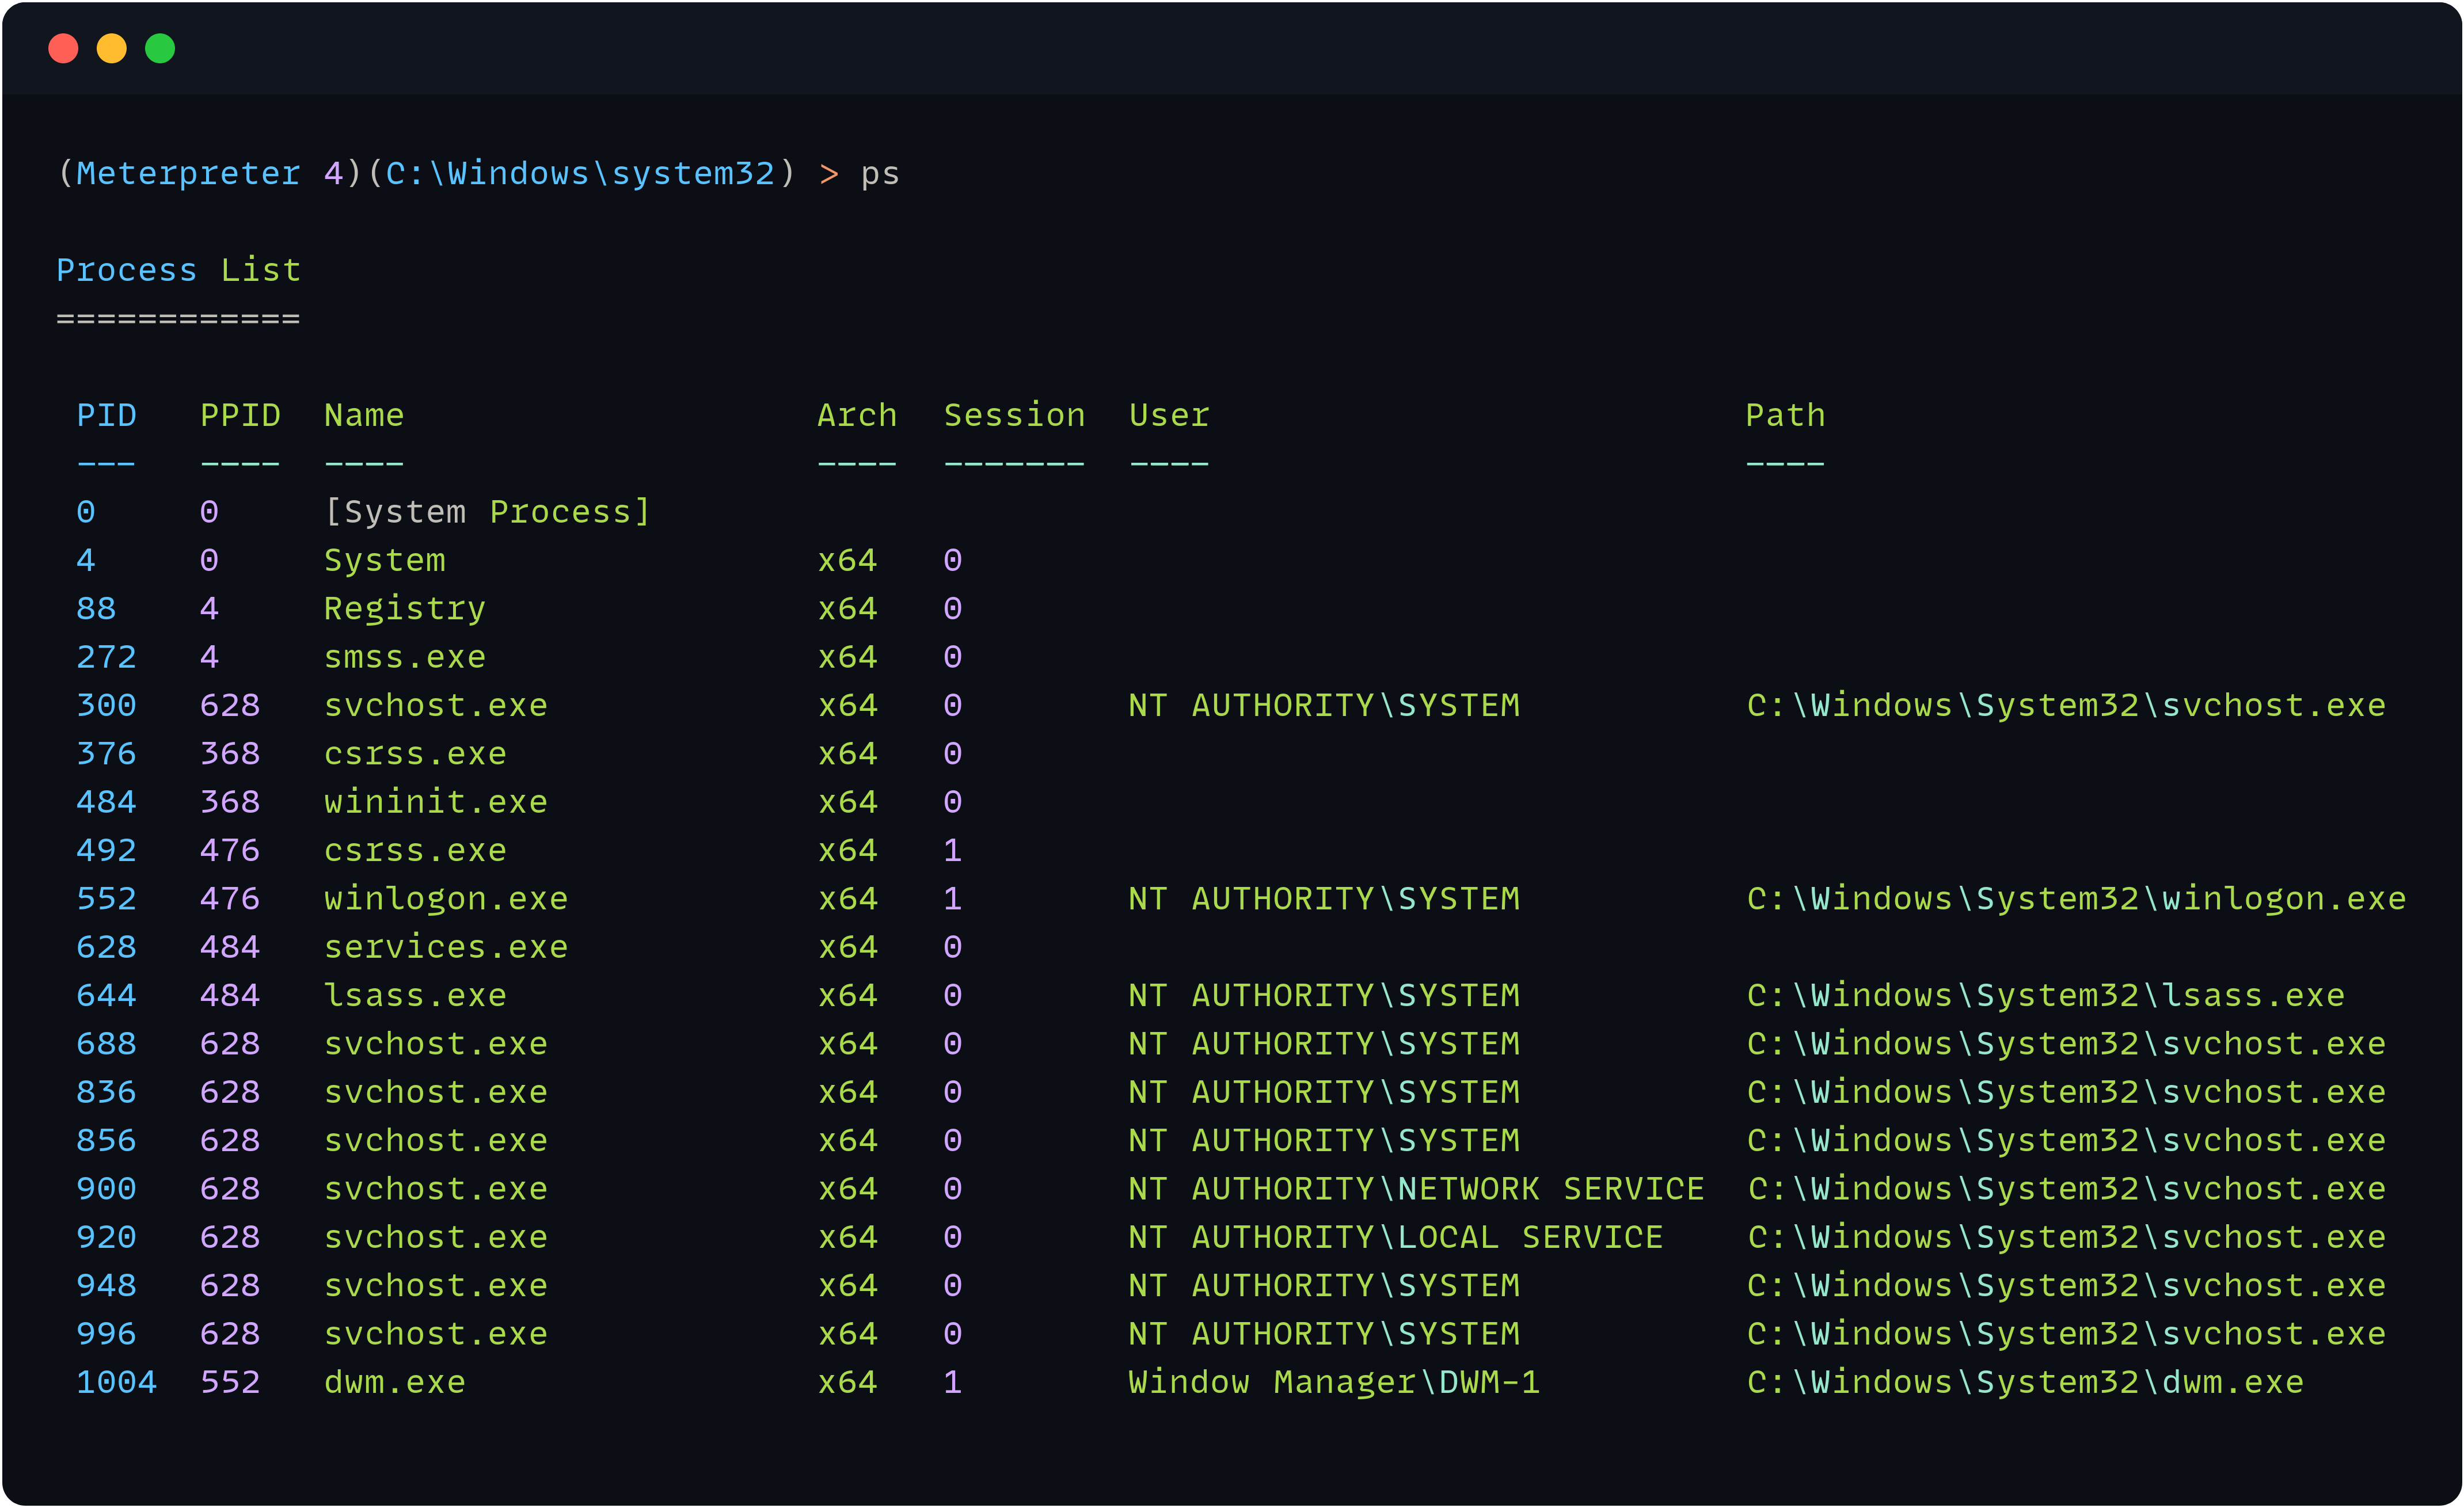 (Meterpreter 4)(C:\Windows\system32) > ps
Process List
============
PID   PPID  Name                    Arch  Session  User                          Path
---   ----  ----                    ----  -------  ----                          ----
0     0     [System Process]
4     0     System                  x64   0
88    4     Registry                x64   0
272   4     smss.exe                x64   0
300   628   svchost.exe             x64   0        NT AUTHORITY\SYSTEM           C:\Windows\System32\svchost.exe
376   368   csrss.exe               x64   0
484   368   wininit.exe             x64   0
492   476   csrss.exe               x64   1
552   476   winlogon.exe            x64   1        NT AUTHORITY\SYSTEM           C:\Windows\System32\winlogon.exe
628   484   services.exe            x64   0
644   484   lsass.exe               x64   0        NT AUTHORITY\SYSTEM           C:\Windows\System32\lsass.exe
688   628   svchost.exe             x64   0        NT AUTHORITY\SYSTEM           C:\Windows\System32\svchost.exe
836   628   svchost.exe             x64   0        NT AUTHORITY\SYSTEM           C:\Windows\System32\svchost.exe
856   628   svchost.exe             x64   0        NT AUTHORITY\SYSTEM           C:\Windows\System32\svchost.exe
900   628   svchost.exe             x64   0        NT AUTHORITY\NETWORK SERVICE  C:\Windows\System32\svchost.exe
920   628   svchost.exe             x64   0        NT AUTHORITY\LOCAL SERVICE    C:\Windows\System32\svchost.exe
948   628   svchost.exe             x64   0        NT AUTHORITY\SYSTEM           C:\Windows\System32\svchost.exe
996   628   svchost.exe             x64   0        NT AUTHORITY\SYSTEM           C:\Windows\System32\svchost.exe
1004  552   dwm.exe                 x64   1        Window Manager\DWM-1          C:\Windows\System32\dwm.exe